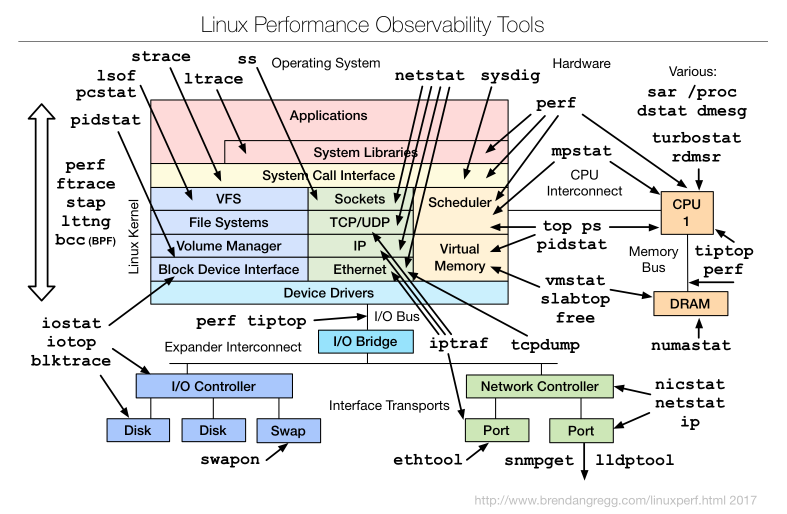 Linux Performance Observability Tools
strace
ss
Operating System
Hardware
Various:
lsof
ltrace
netstat
sysdig
pcstat
sar /proc
perf
dstat dmesg
pidstat
Applications
turbostat
mpstat
rdmsr
System Libraries
perf
ftrace
stap
lttng
bcc (BPF)
System Call Interface
CPU
Interconnect
Linux Kernel
VFS
Sockets
Scheduler
CPU
1
File Systems
TCP/UDP
top ps
pidstat
Volume Manager
IP
Virtual
Memory
Memory
Bus
tiptop
perf
Block Device Interface
Ethernet
Device Drivers
vmstat
slabtop
free
DRAM
iostat
iotop
blktrace
perf tiptop
I/O Bus
I/O Bridge
iptraf
tcpdump
numastat
Expander Interconnect
I/O Controller
Network Controller
nicstat
netstat
ip
Interface Transports
Disk
Disk
Swap
Port
Port
swapon
ethtool
snmpget
lldptool
http://www.brendangregg.com/linuxperf.html 2017